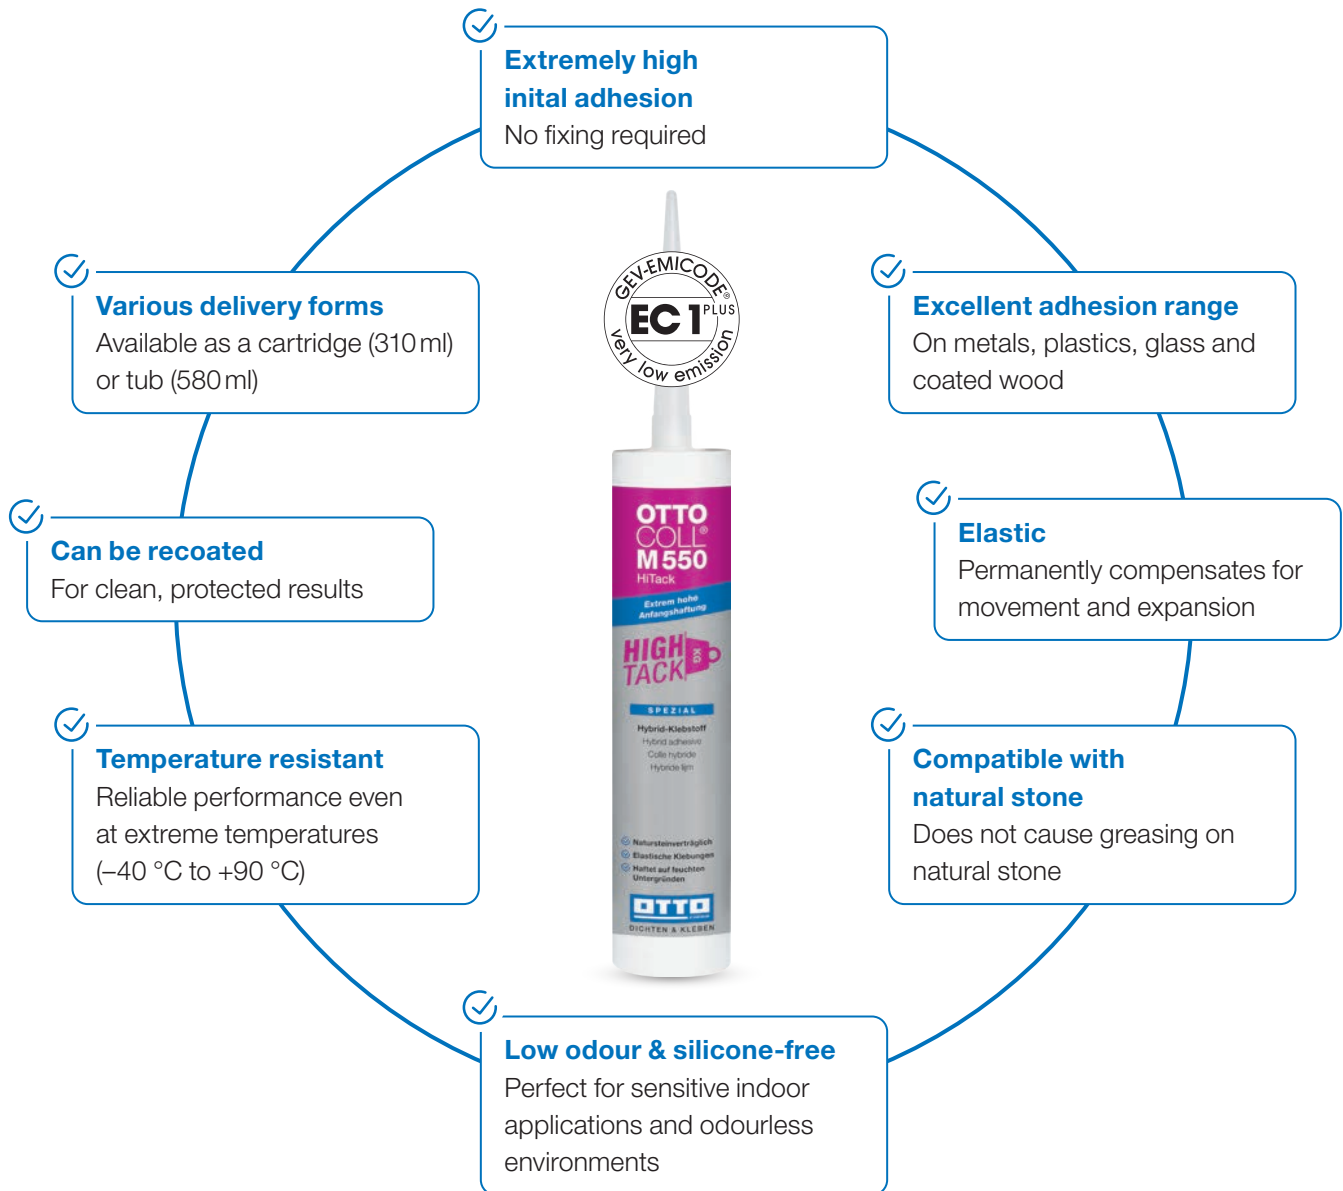 Extremely high
inital adhesion
No fixing required
Various delivery forms
Available as a cartridge (310 ml)
or tub (580 ml)
GEV-EMICODE®
EC 1 PLUS
very low emission
Excellent adhesion range
On metals, plastics, glass and
coated wood
Can be recoated
For clean, protected results
OTTO
COLL®
M 550
HiTack
Extrem hohe
Anfangshaftung
HIGH
TACK
KG
SPEZIAL
Hybrid-Klebstoff
Hybrid adhesive
Colle hybride
Hybride lijm
Natursteinverträglich
Elastische Klebungen
Haftet auf feuchten
Untergründen
OTTO
DICHTEN & KLEBEN
Elastic
Permanently compensates for
movement and expansion
Temperature resistant
Reliable performance even
at extreme temperatures
(–40 °C to +90 °C)
Compatible with
natural stone
Does not cause greasing on
natural stone
Low odour & silicone-free
Perfect for sensitive indoor
applications and odourless
environments